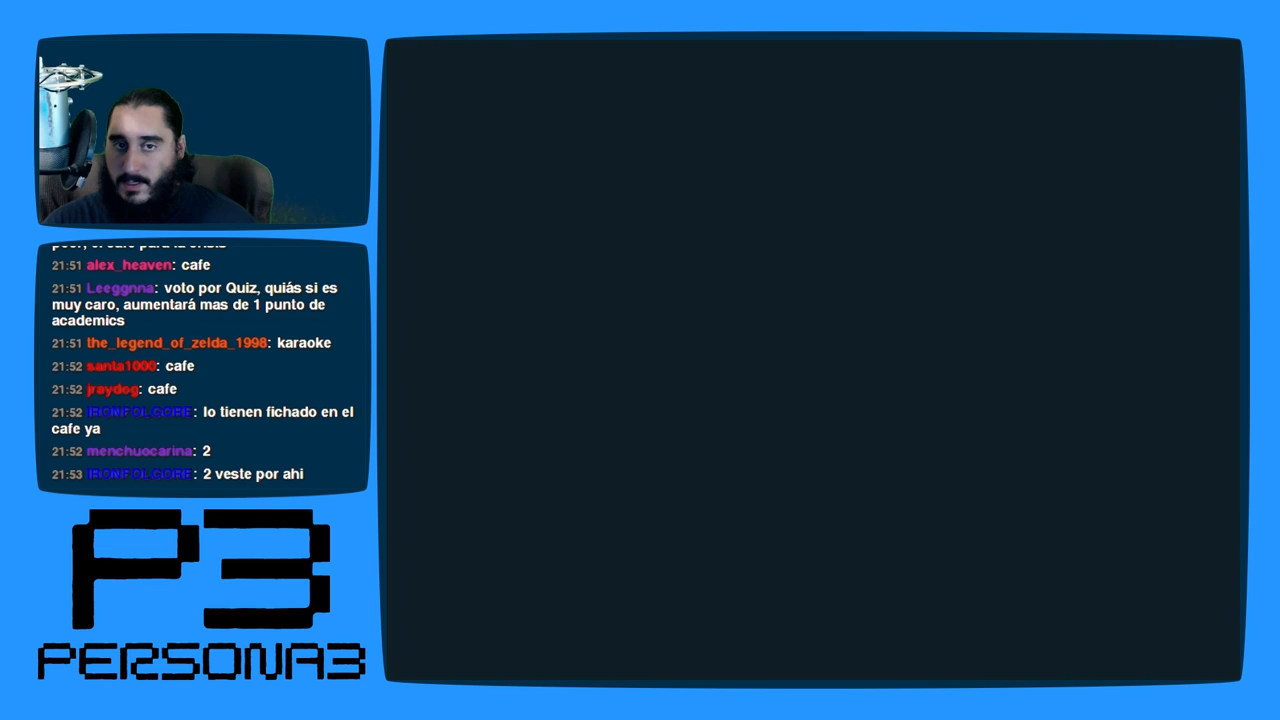 21:51 alex_heaven: cafe
21:51 Leeggnna: voto por Quiz, quiás si es
muy caro, aumentará mas de 1 punto de
academics
21:51 the_legend_of_zelda_1998: karaoke
21:52 santa1000: cafe
21:52 jraydog: cafe
21:52 IRONFOLGORE: lo tienen fichado en el
cafe ya
21:52 menchuocarina: 2
21:53 IRONFOLGORE: 2 veste por ahi
P3
PERSONA3